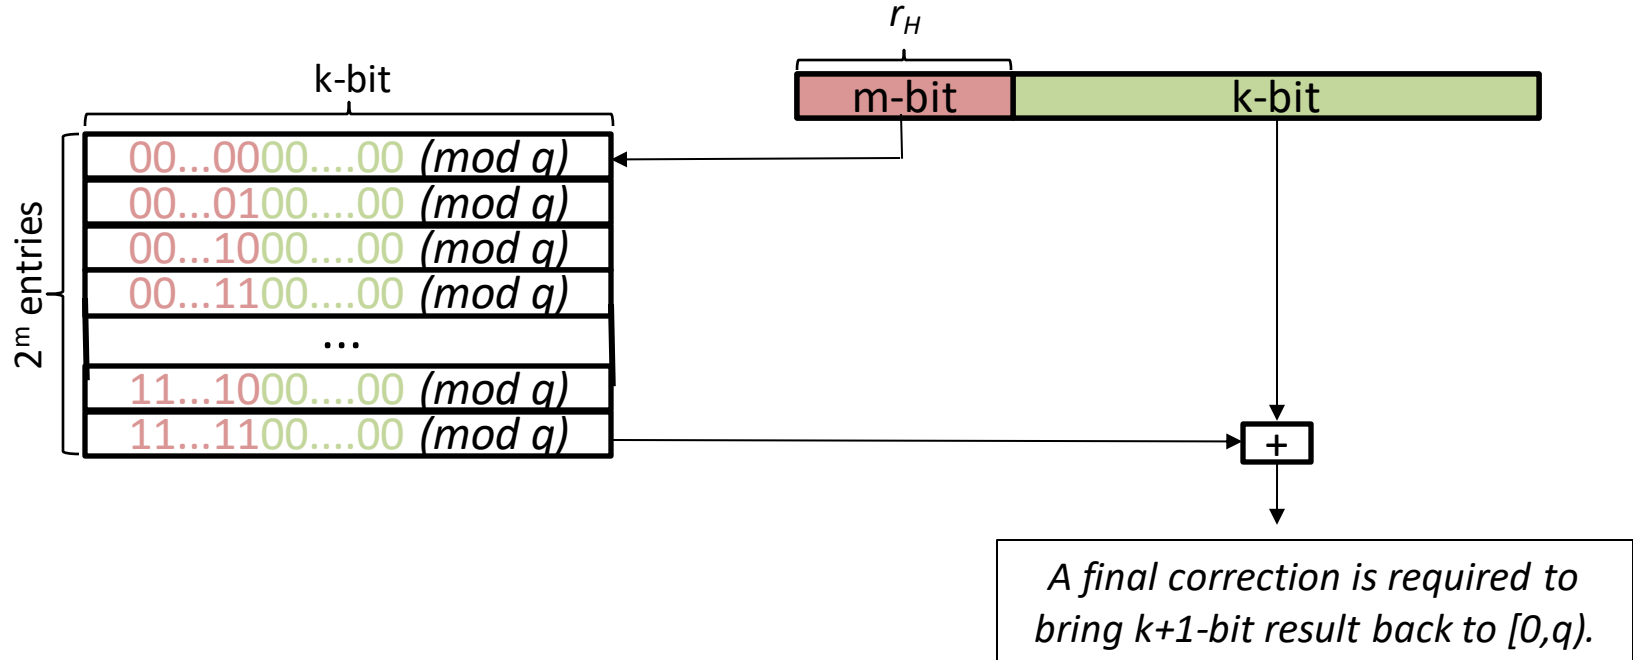 r_H
k-bit
m-bit
k-bit
2^m entries
00...0000....00 (mod q)
00...0100....00 (mod q)
00...1000....00 (mod q)
00...1100....00 (mod q)
...
11...1000....00 (mod q)
11...1100....00 (mod q)
+
A final correction is required to
bring k+1-bit result back to [0,q).